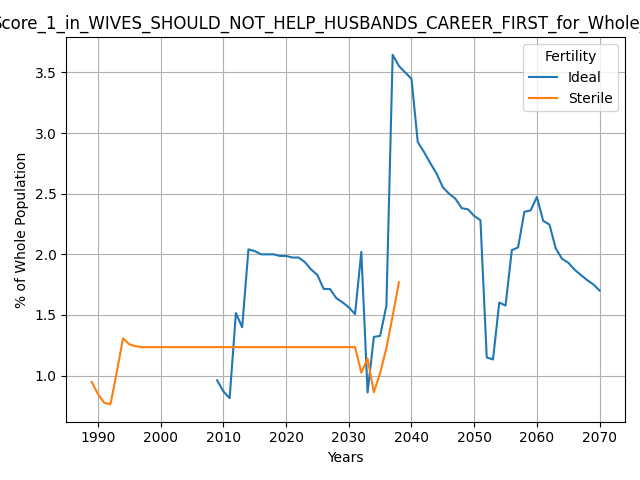 Score_1_in_WIVES_SHOULD_NOT_HELP_HUSBANDS_CAREER_FIRST_for_Whole_
Fertility
Ideal
Sterile
3.5
3.0
2.5
2.0
1.5
1.0
% of Whole Population
1990 2000 2010 2020 2030 2040 2050 2060 2070
Years